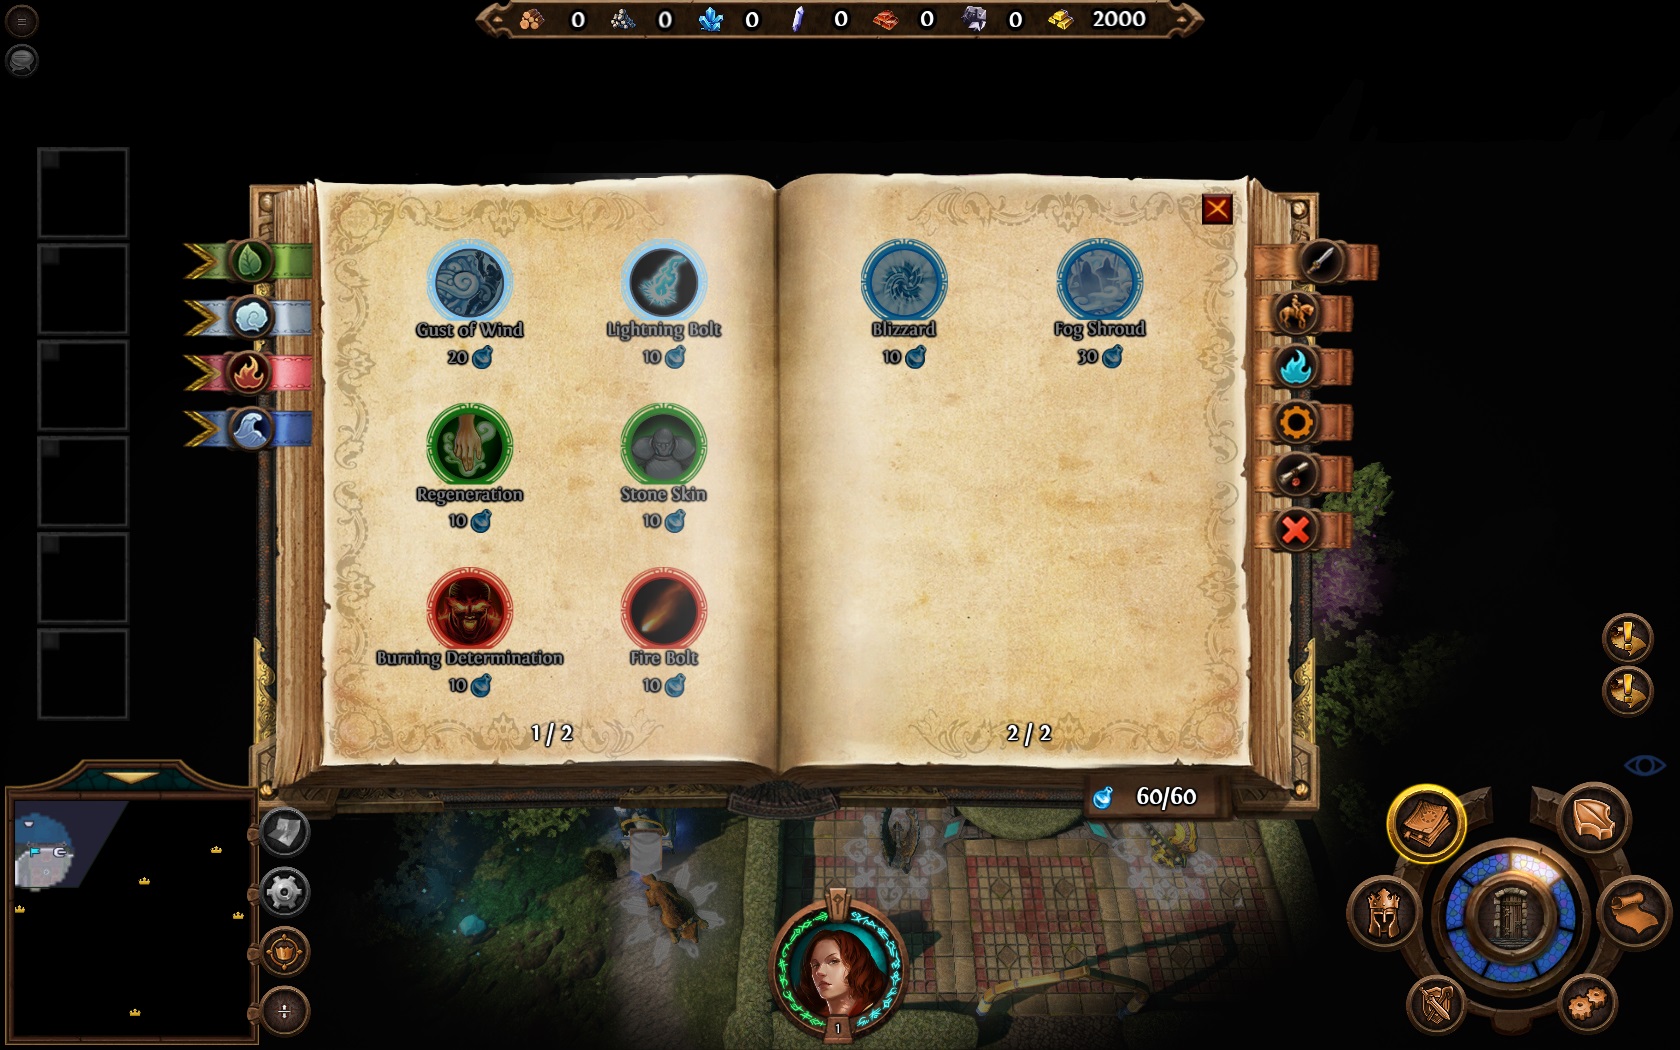 0 0 0 0 0 0 2000
Gust of Wind Lightning Bolt Blizzard Fog Shroud
20 10 10 30
Regeneration Stone Skin
10 10
Burning Determination Fire Bolt
10 10
1 / 2 2 / 2
60/60
1